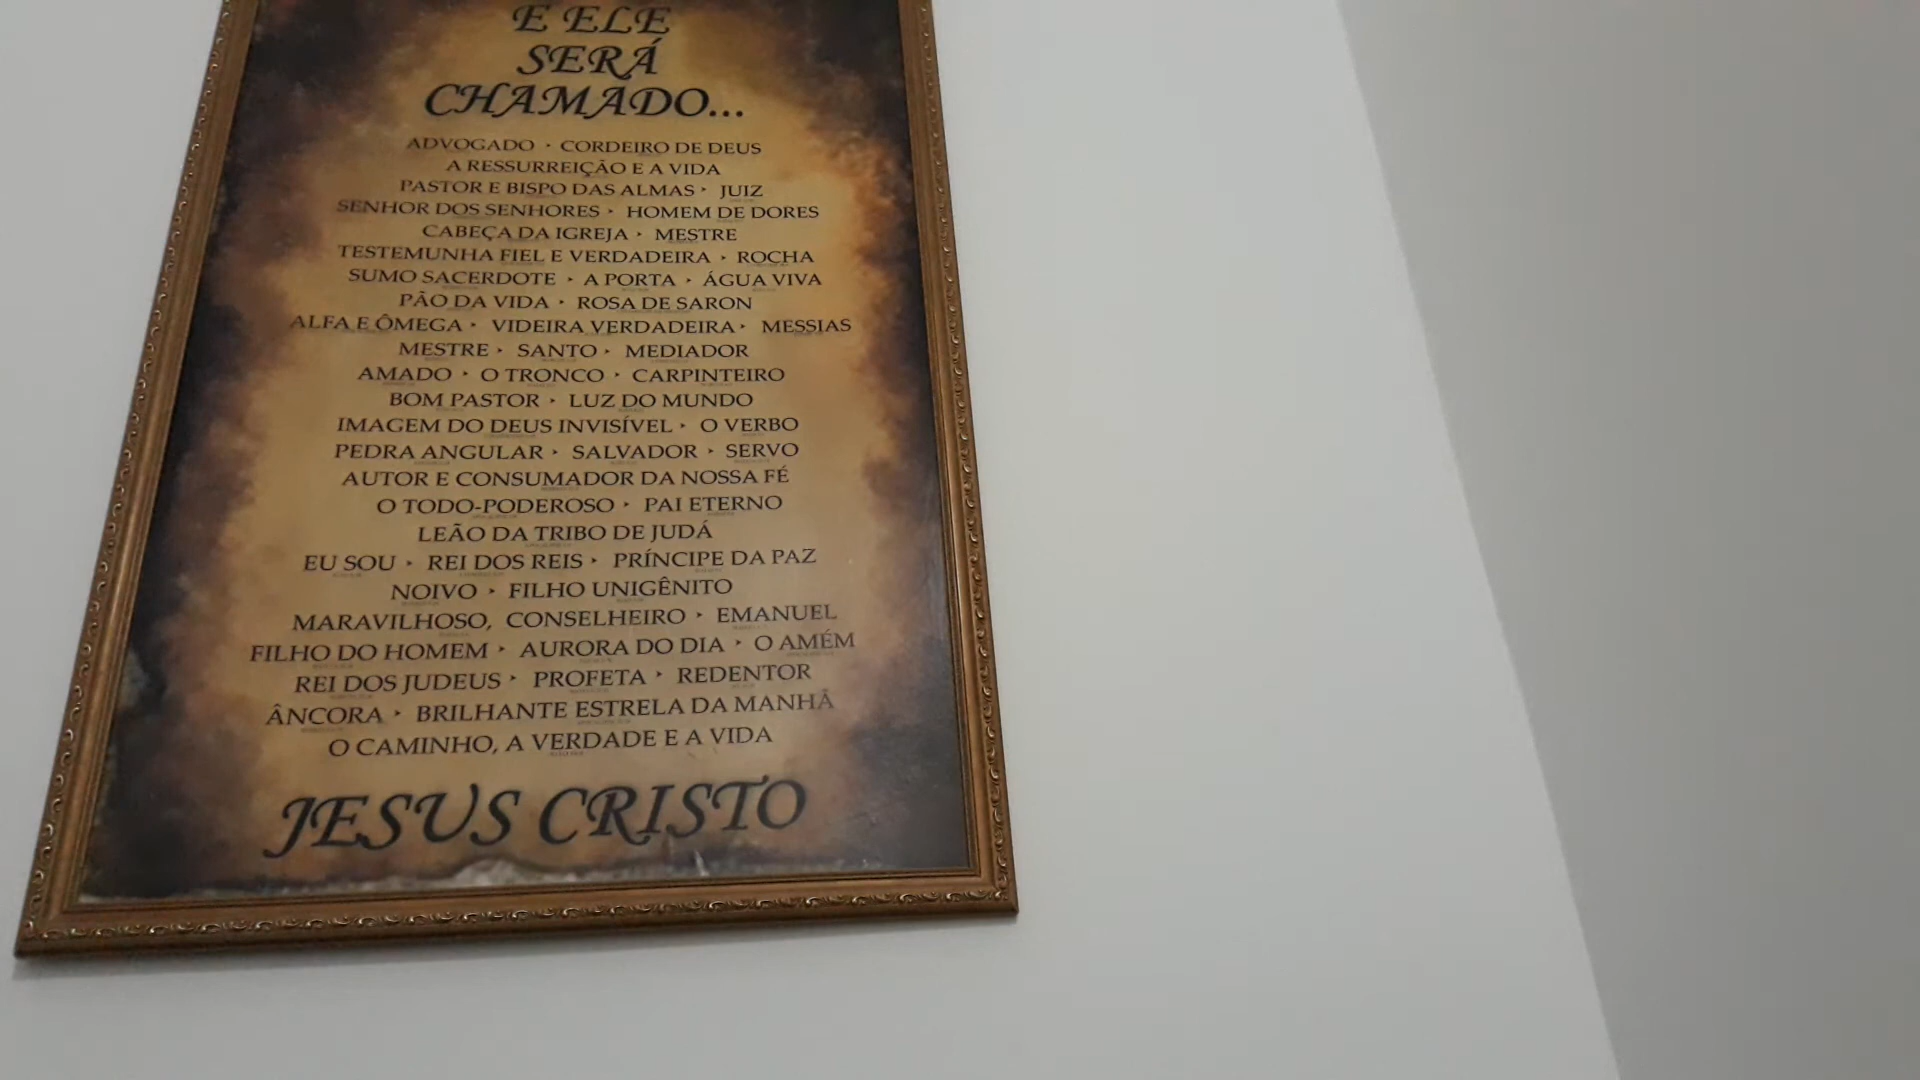 E ELE
SERÁ
CHAMADO...
ADVOGADO · CORDEIRO DE DEUS
A RESSURREIÇÃO E A VIDA
PASTOR E BISPO DAS ALMAS · JUIZ
SENHOR DOS SENHORES · HOMEM DE DORES
CABEÇA DA IGREJA · MESTRE
TESTEMUNHA FIEL E VERDADEIRA · ROCHA
SUMO SACERDOTE · A PORTA · ÁGUA VIVA
PÃO DA VIDA · ROSA DE SARON
ALFA E ÔMEGA · VIDEIRA VERDADEIRA · MESSIAS
MESTRE · SANTO · MEDIADOR
AMADO · O TRONCO · CARPINTEIRO
BOM PASTOR · LUZ DO MUNDO
IMAGEM DO DEUS INVISÍVEL · O VERBO
PEDRA ANGULAR · SALVADOR · SERVO
AUTOR E CONSUMADOR DA NOSSA FÉ
O TODO-PODEROSO · PAI ETERNO
LEÃO DA TRIBO DE JUDÁ
EU SOU · REI DOS REIS · PRÍNCIPE DA PAZ
NOIVO · FILHO UNIGÊNITO
MARAVILHOSO, CONSELHEIRO · EMANUEL
FILHO DO HOMEM · AURORA DO DIA · O AMÉM
REI DOS JUDEUS · PROFETA · REDENTOR
ÂNCORA · BRILHANTE ESTRELA DA MANHÃ
O CAMINHO, A VERDADE E A VIDA
JESUS CRISTO